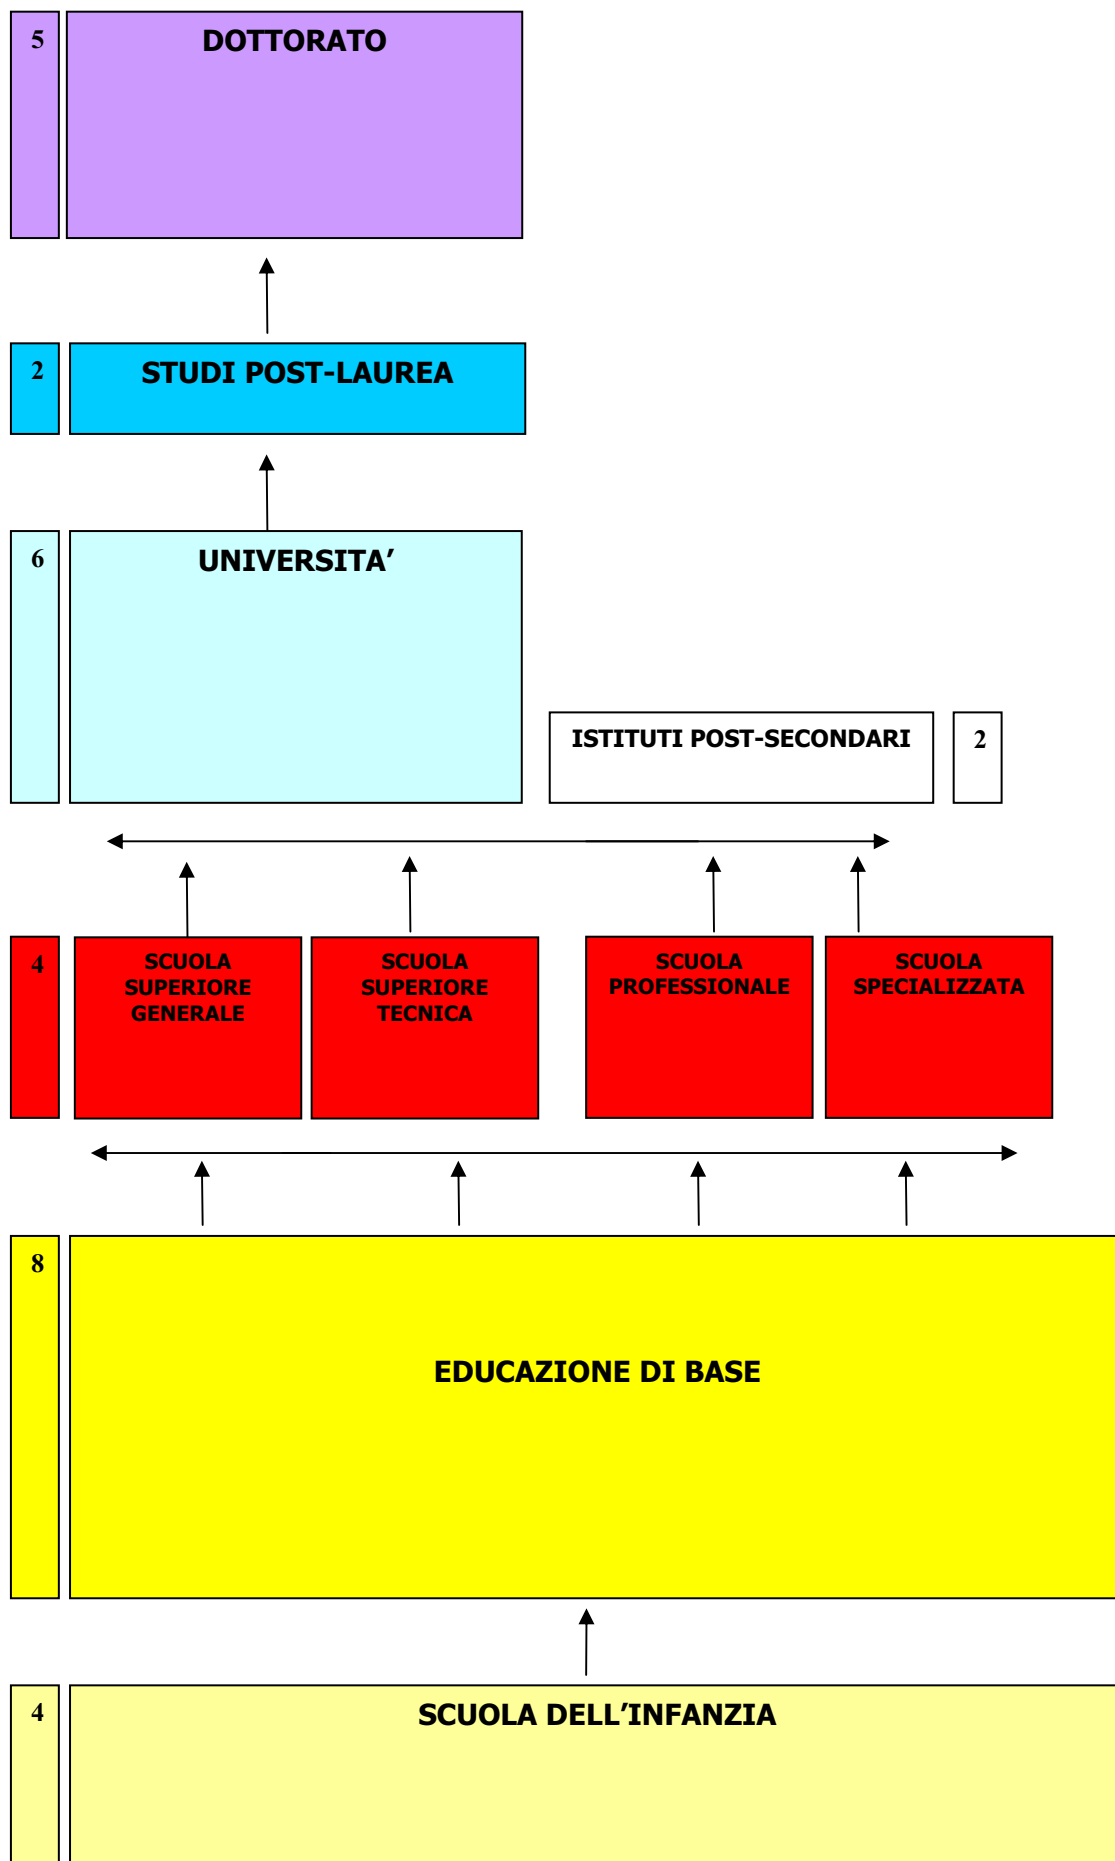 5
DOTTORATO
2
STUDI POST-LAUREA
6
UNIVERSITA’
ISTITUTI POST-SECONDARI
2
4
SCUOLA
SUPERIORE
GENERALE
SCUOLA
SUPERIORE
TECNICA
SCUOLA
PROFESSIONALE
SCUOLA
SPECIALIZZATA
8
EDUCAZIONE DI BASE
4
SCUOLA DELL’INFANZIA